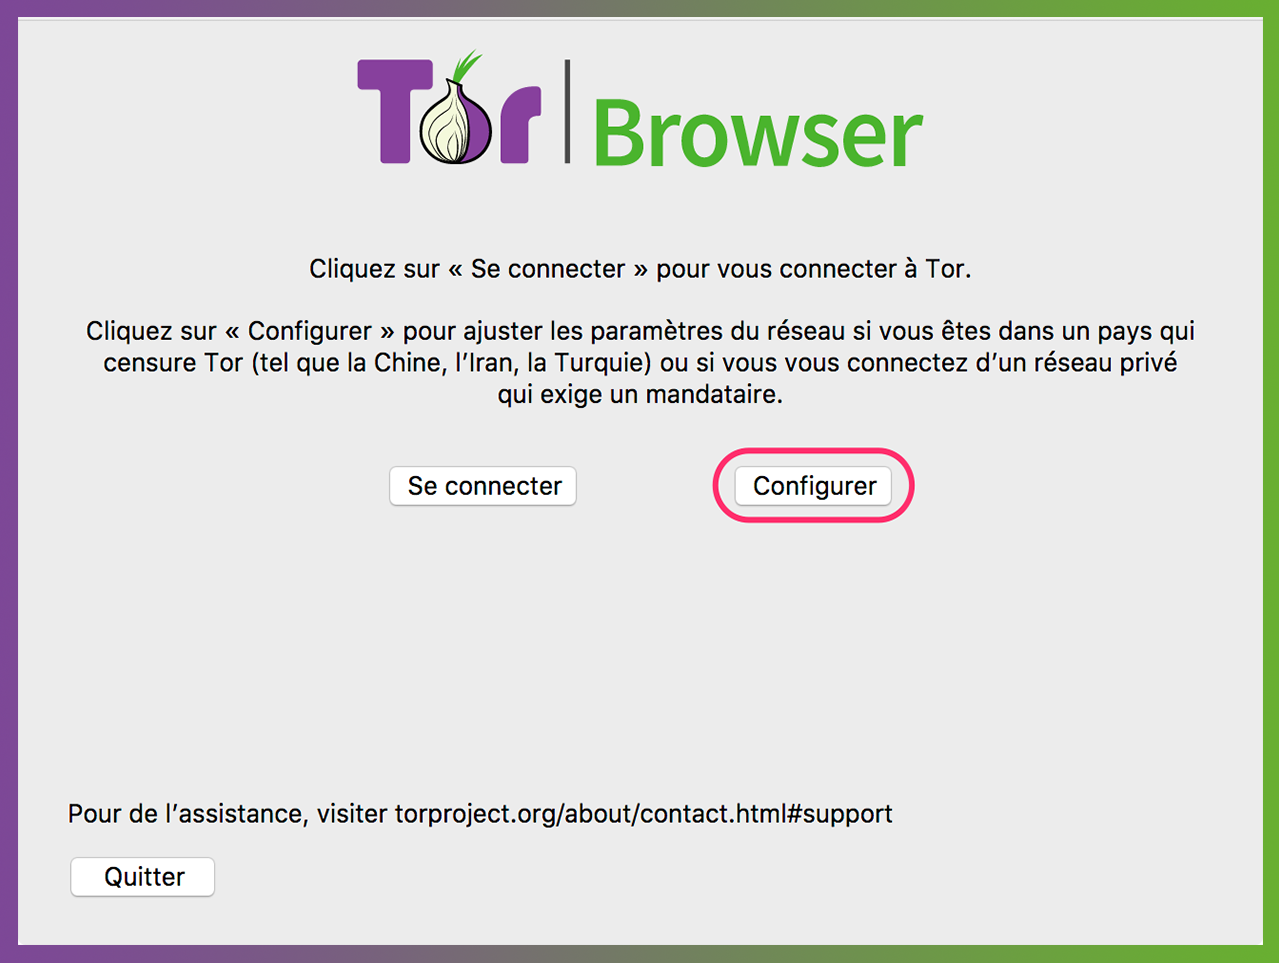 Tor | Browser
Cliquez sur « Se connecter » pour vous connecter à Tor.
Cliquez sur « Configurer » pour ajuster les paramètres du réseau si vous êtes dans un pays qui
censure Tor (tel que la Chine, l’Iran, la Turquie) ou si vous vous connectez d’un réseau privé
qui exige un mandataire.
Se connecter
Configurer
Pour de l’assistance, visiter torproject.org/about/contact.html#support
Quitter